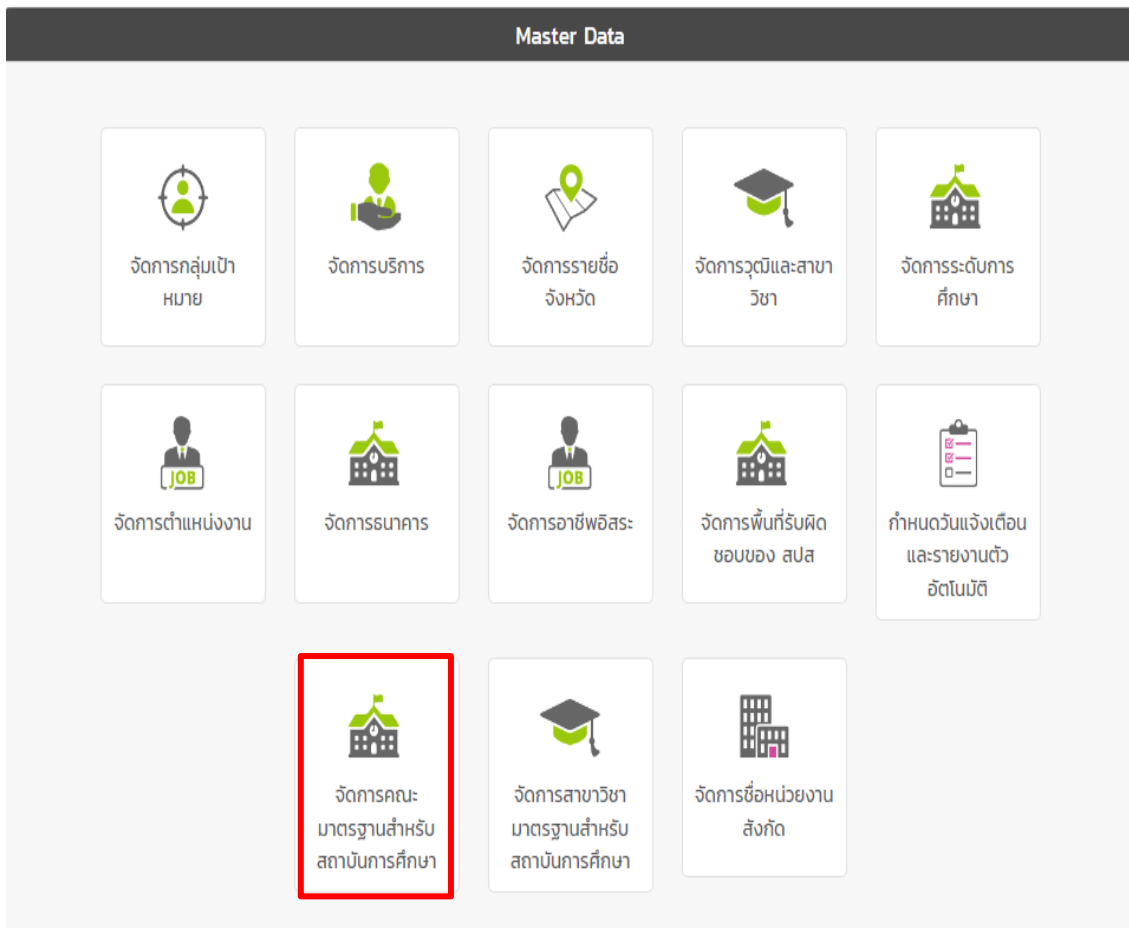 Master Data
จัดการกลุ่มเป้า
หมาย
จัดการบริการ
จัดการรายชื่อ
จังหวัด
จัดการวุฒิและสาขา
วิชา
จัดการระดับการ
ศึกษา
JOB
จัดการตำแหน่งงาน
จัดการธนาคาร
JOB
จัดการอาชีพอิสระ
จัดการพื้นที่รับผิด
ชอบของ สปส
กำหนดวันแจ้งเตือน
และรายงานตัว
อัตโนมัติ
จัดการคณะ
มาตรฐานสำหรับ
สถาบันการศึกษา
จัดการสาขาวิชา
มาตรฐานสำหรับ
สถาบันการศึกษา
จัดการชื่อหน่วยงาน
สังกัด